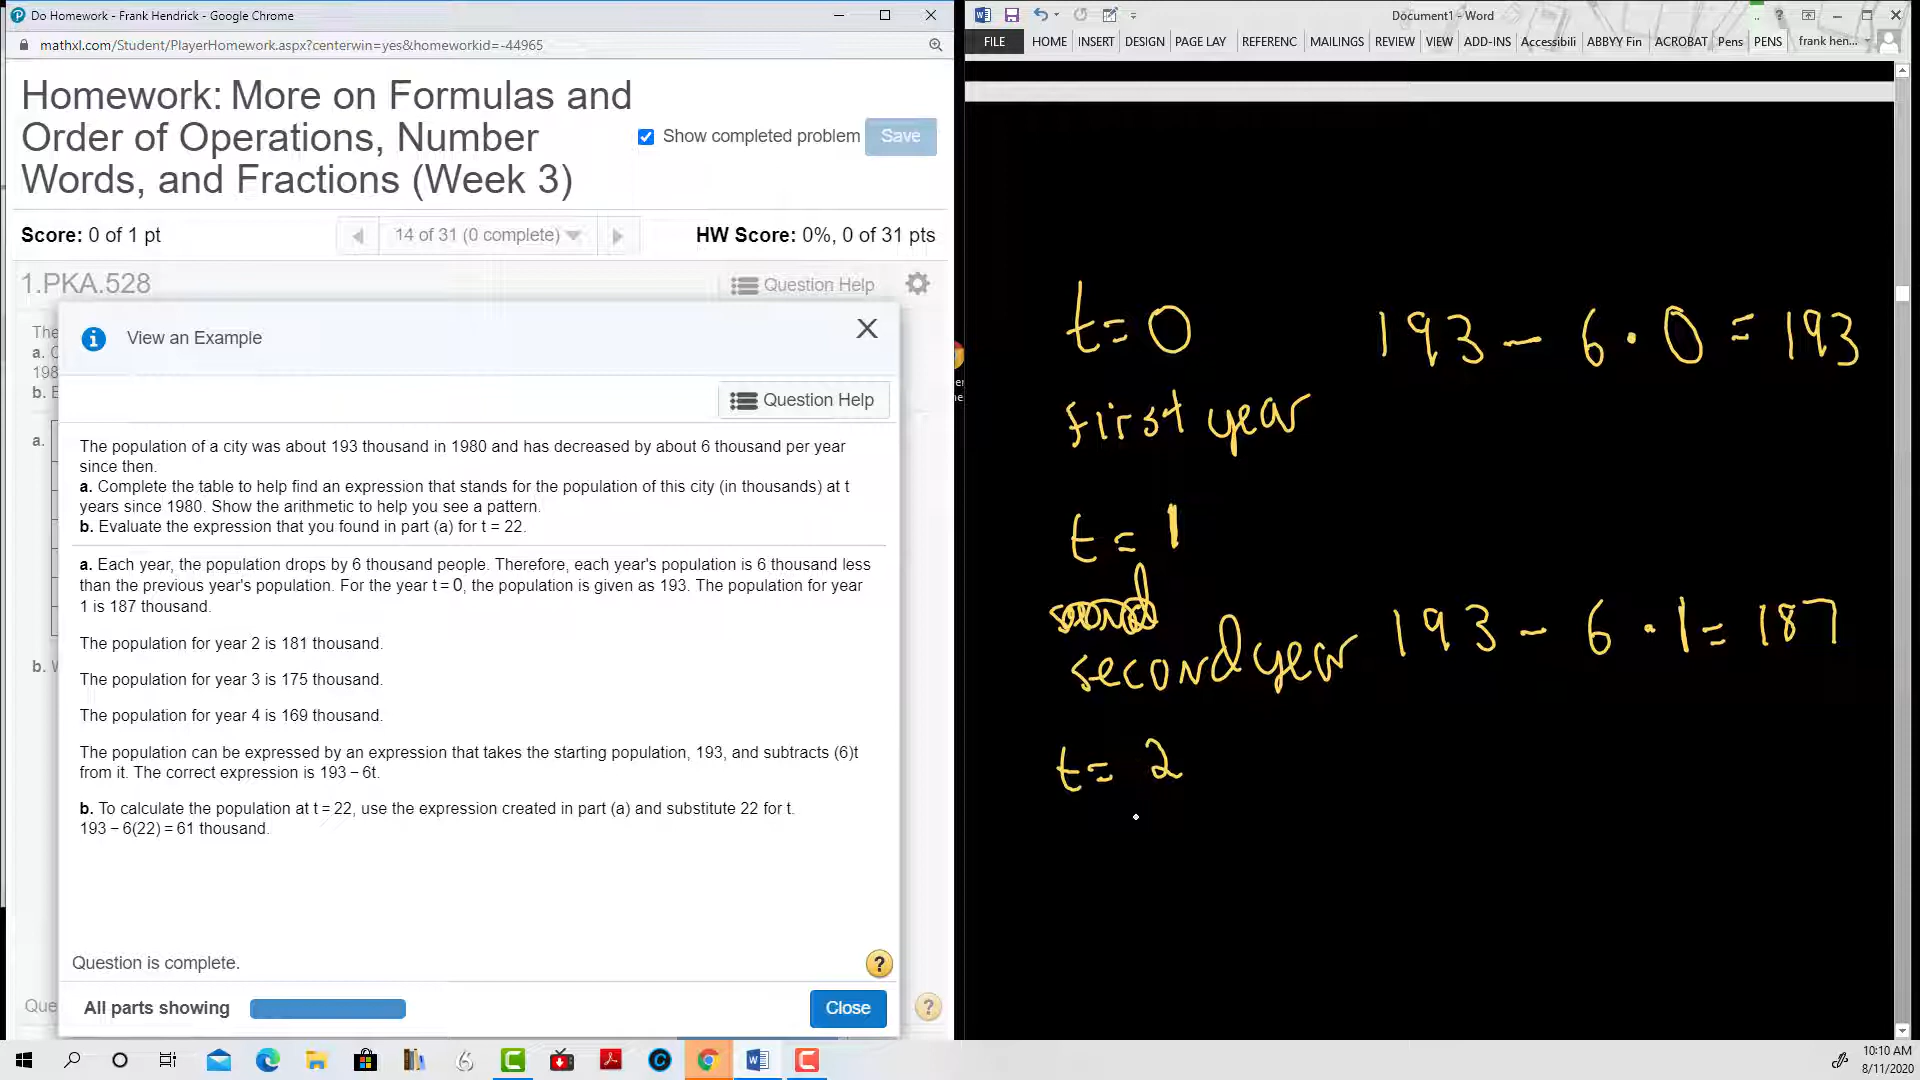 Do Homework - Frank Hendrick - Google Chrome
mathxl.com/Student/PlayerHomework.aspx?centerwin=yes&homeworkid=-44965
Homework: More on Formulas and
Order of Operations, Number
Words, and Fractions (Week 3)
Show completed problem
Save
Score: 0 of 1 pt
14 of 31 (0 complete)
HW Score: 0%, 0 of 31 pts
1.PKA.528
Question Help
The
a. C
198
b. E
a.
b. W
View an Example
Question Help
The population of a city was about 193 thousand in 1980 and has decreased by about 6 thousand per year
since then.
a. Complete the table to help find an expression that stands for the population of this city (in thousands) at t
years since 1980. Show the arithmetic to help you see a pattern.
b. Evaluate the expression that you found in part (a) for t = 22.
a. Each year, the population drops by 6 thousand people. Therefore, each year's population is 6 thousand less
than the previous year's population. For the year t = 0, the population is given as 193. The population for year
1 is 187 thousand.
The population for year 2 is 181 thousand.
The population for year 3 is 175 thousand.
The population for year 4 is 169 thousand.
The population can be expressed by an expression that takes the starting population, 193, and subtracts (6)t
from it. The correct expression is 193 – 6t.
b. To calculate the population at t = 22, use the expression created in part (a) and substitute 22 for t.
193 – 6(22) = 61 thousand.
Question is complete.
?
Que
All parts showing
Close
?
Document1 - Word
FILE HOME INSERT DESIGN PAGE LAY REFERENC MAILINGS REVIEW VIEW ADD-INS Accessibili ABBYY Fin ACROBAT Pens PENS frank hen...
t = 0 193 – 6 · 0 = 193
first year
t = 1
second year 193 – 6 · 1 = 187
t = 2
10:10 AM
8/11/2020